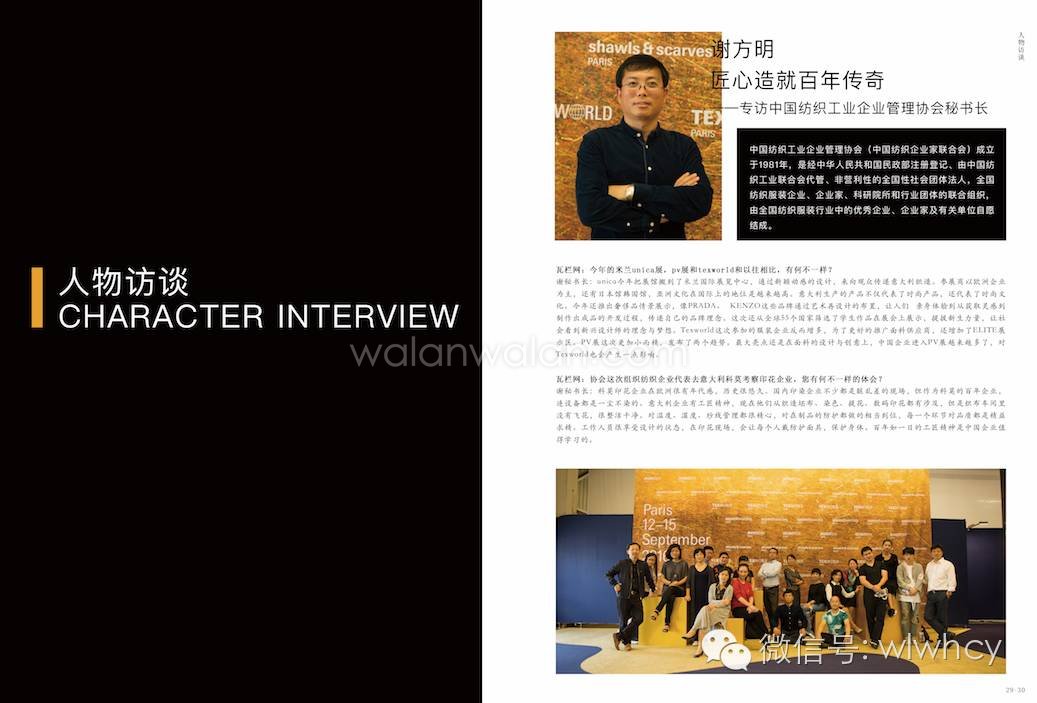 人物访谈
CHARACTER INTERVIEW
人物访谈
shawls & scarves
PARIS
WORLD
TEX
PARIS
谢方明
匠心造就百年传奇
——专访中国纺织工业企业管理协会秘书长
中国纺织工业企业管理协会（中国纺织企业家联合会）成立
于1981年，是经中华人民共和国民政部注册登记、由中国纺
织工业联合会代管、非营利性的全国性社会团体法人，全国
纺织服装企业、企业家、科研院所和行业团体的联合组织，
由全国纺织服装行业中的优秀企业、企业家及有关单位自愿
结成。
瓦栏网：今年的米兰unica展，pv展和texworld和以往相比，有何不一样？
谢秘书长：unica今年把展馆搬到了米兰国际展览中心，通过新颖动感的设计，来向观众传递意大利织造。参展商以欧洲企业
为主，还有日本馆韩国馆，亚洲文化在国际上的地位是越来越高。意大利生产的产品不仅代表了时尚产品，还代表了时尚文
化。今年还推出奢侈品情景展示，像PRADA、 KENZO这些品牌通过艺术再设计的布置，让人们 亲身体验到从获取灵感到
制作出成品的开发过程，传递自己的品牌理念。这次还从全球55个国家筛选了学生作品在展会上展示，提拔新生力量，让社
会看到新兴设计师的理念与梦想。Texworld这次参加的服装企业反而增多，为了更好的推广面料供应商，还增加了ELITE展
示区。PV展这次更加小而精，发布了两个趋势。最大亮点还是在面料的设计与创意上，中国企业进入PV展越来越多了，对
Texworld也会产生一点影响。
walanwalan.com
瓦栏网：协会这次组织纺织企业代表去意大利科莫考察印花企业，您有何不一样的体会？
谢秘书长：科莫印花企业在欧洲很有年代感，历史很悠久。国内印染企业不少都是脏乱差的现场，但作为科莫的百年企业，
连设备都是一尘不染的。意大利企业有工匠精神，现在他们从织造坯布、染色、提花、数码印花都有涉及，但是织布车间里
没有飞花，很整洁干净。对温度、湿度、纱线管理都很精心，对在制品的防护都做的相当到位，每一个环节对品质都是精益
求精。工作人员很享受设计的状态，在印花现场，会让每个人戴防护面具，保护身体。百年如一日的工匠精神是中国企业值
得学习的。
Paris
12–15
September
微信号: wlwhcy
29-30